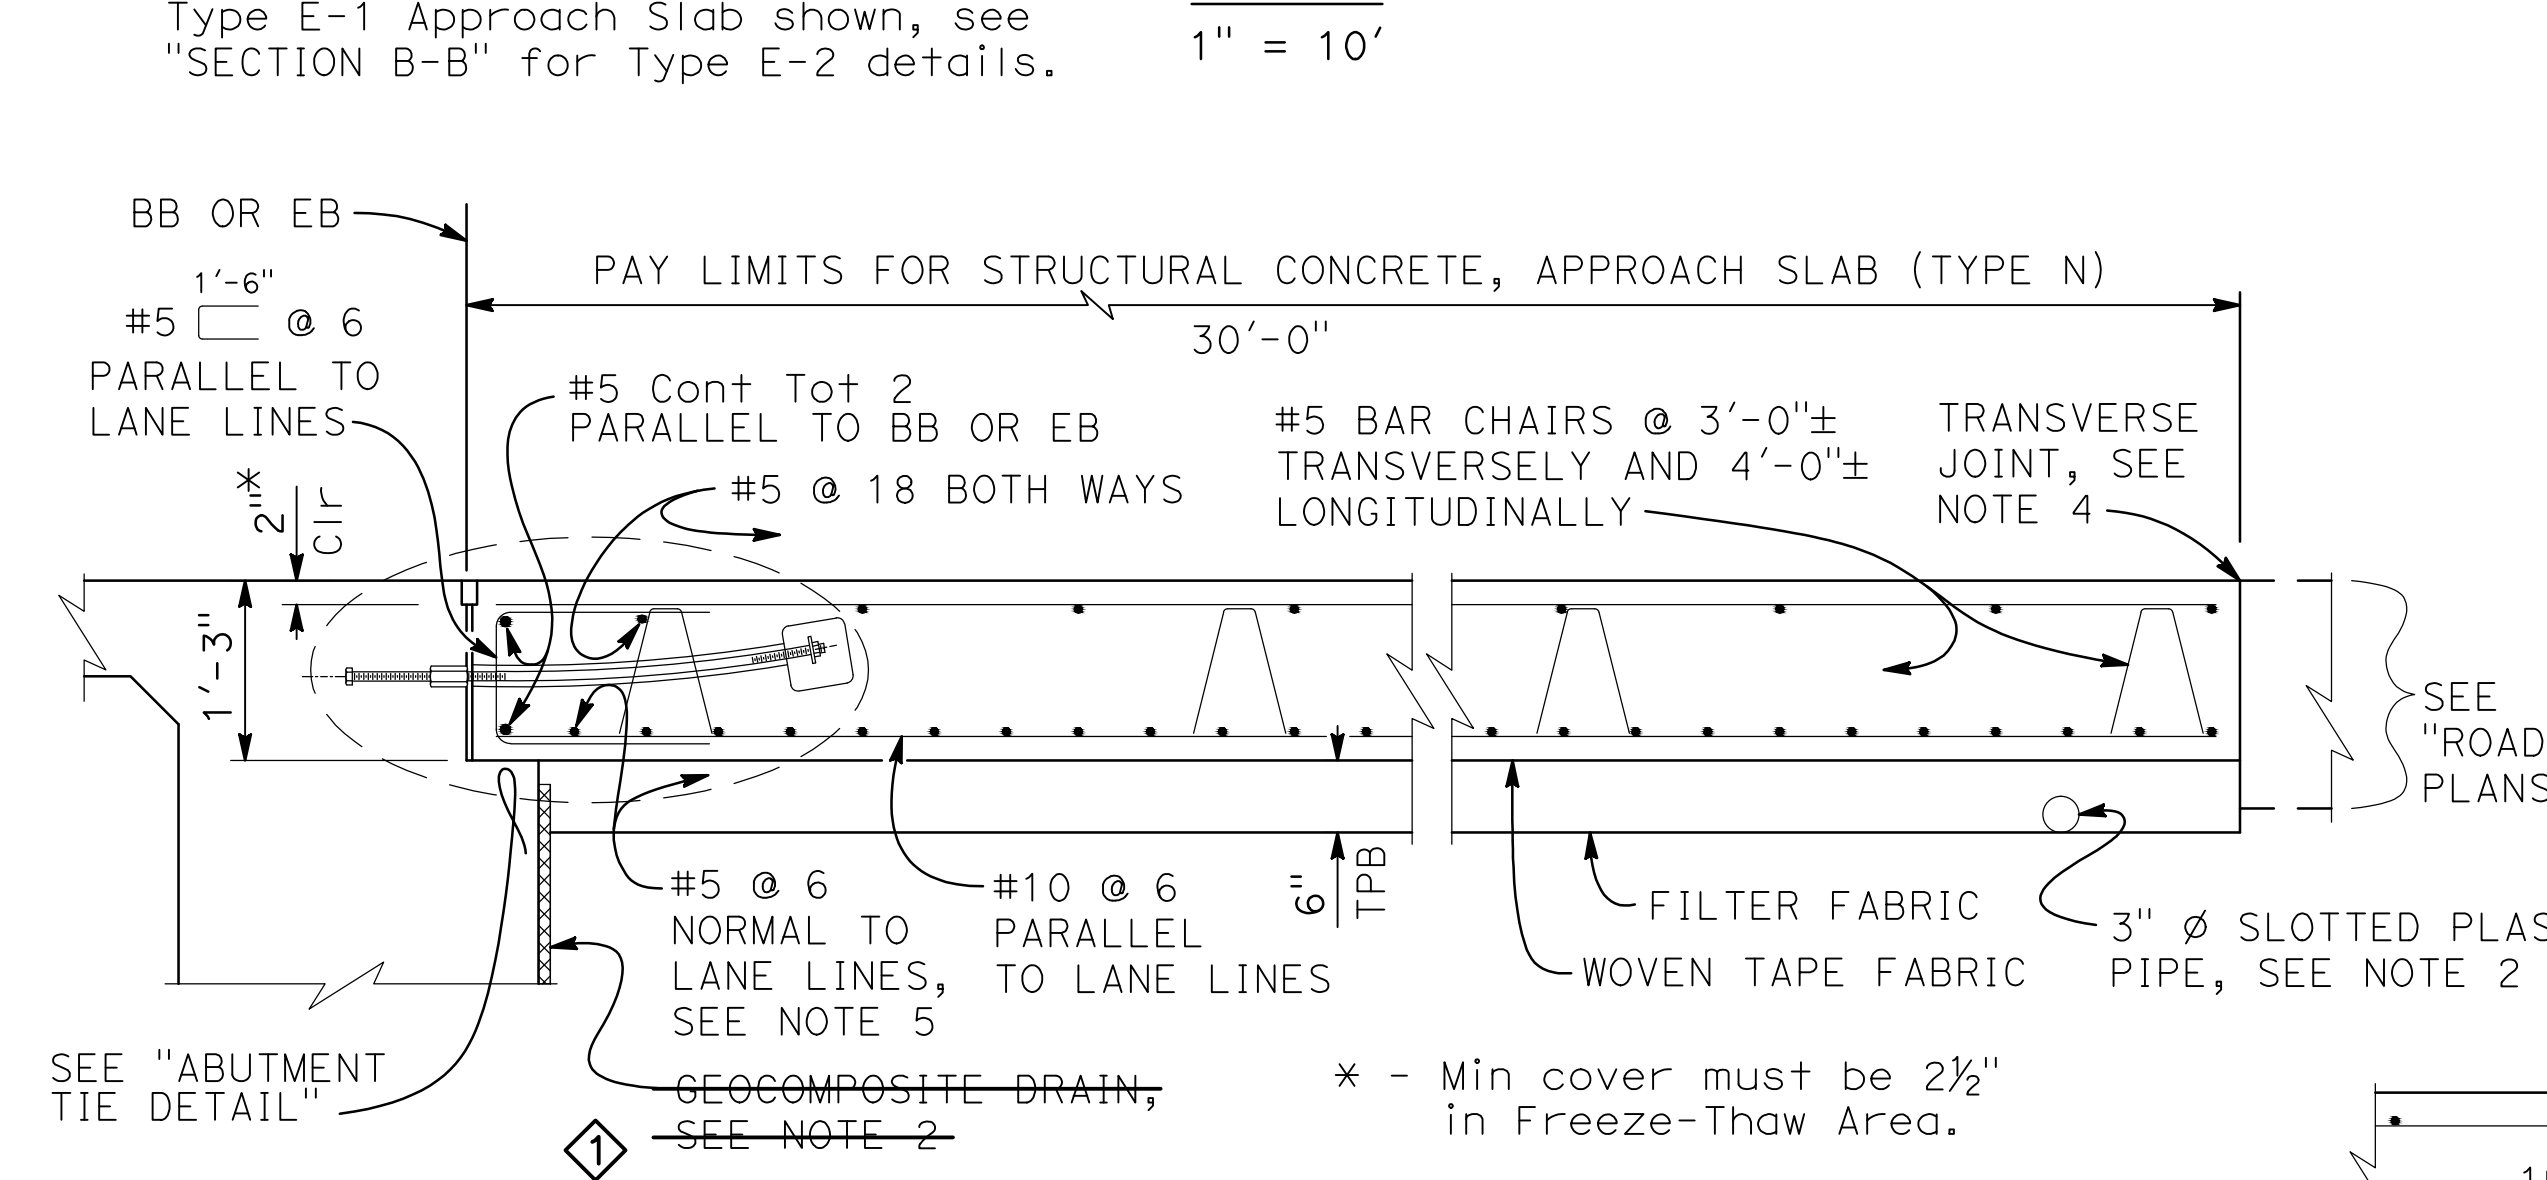 Type E-1 Approach Slab shown, see
"SECTION B-B" for Type E-2 details.
1" = 10'
BB OR EB
PAY LIMITS FOR STRUCTURAL CONCRETE, APPROACH SLAB (TYPE N)
30'-0"
1'-6"
#5 @ 6
PARALLEL TO
LANE LINES
#5 Cont Tot 2
PARALLEL TO BB OR EB
#5 @ 18 BOTH WAYS
#5 BAR CHAIRS @ 3'-0"±
TRANSVERSELY AND 4'-0"±
LONGITUDINALLY
TRANSVERSE
JOINT, SEE
NOTE 4
2"*
Clr
1'-3"
SEE
"ROAD
PLANS
#5 @ 6
NORMAL TO
LANE LINES,
SEE NOTE 5
#10 @ 6
PARALLEL
TO LANE LINES
6"
TPB
FILTER FABRIC
WOVEN TAPE FABRIC
3" Ø SLOTTED PLAS
PIPE, SEE NOTE 2
SEE "ABUTMENT
TIE DETAIL"
GEOCOMPOSITE DRAIN,
SEE NOTE 2
1
* - Min cover must be 2½"
in Freeze-Thaw Area.